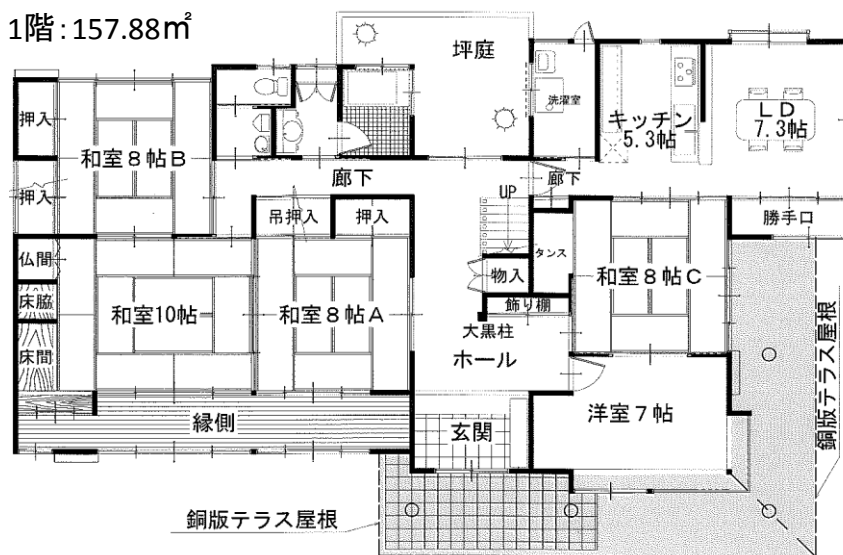 1階：157.88㎡
坪庭
洗濯室
キッチン
5.3帖
LD
7.3帖
押入
和室８帖B
押入
廊下
吊押入
押入
UP
廊下
勝手口
仏間
床脇
床間
和室10帖
和室８帖A
物入
タンス
和室８帖C
飾り棚
大黒柱
ホール
縁側
玄関
洋室７帖
銅版テラス屋根
銅版テラス屋根